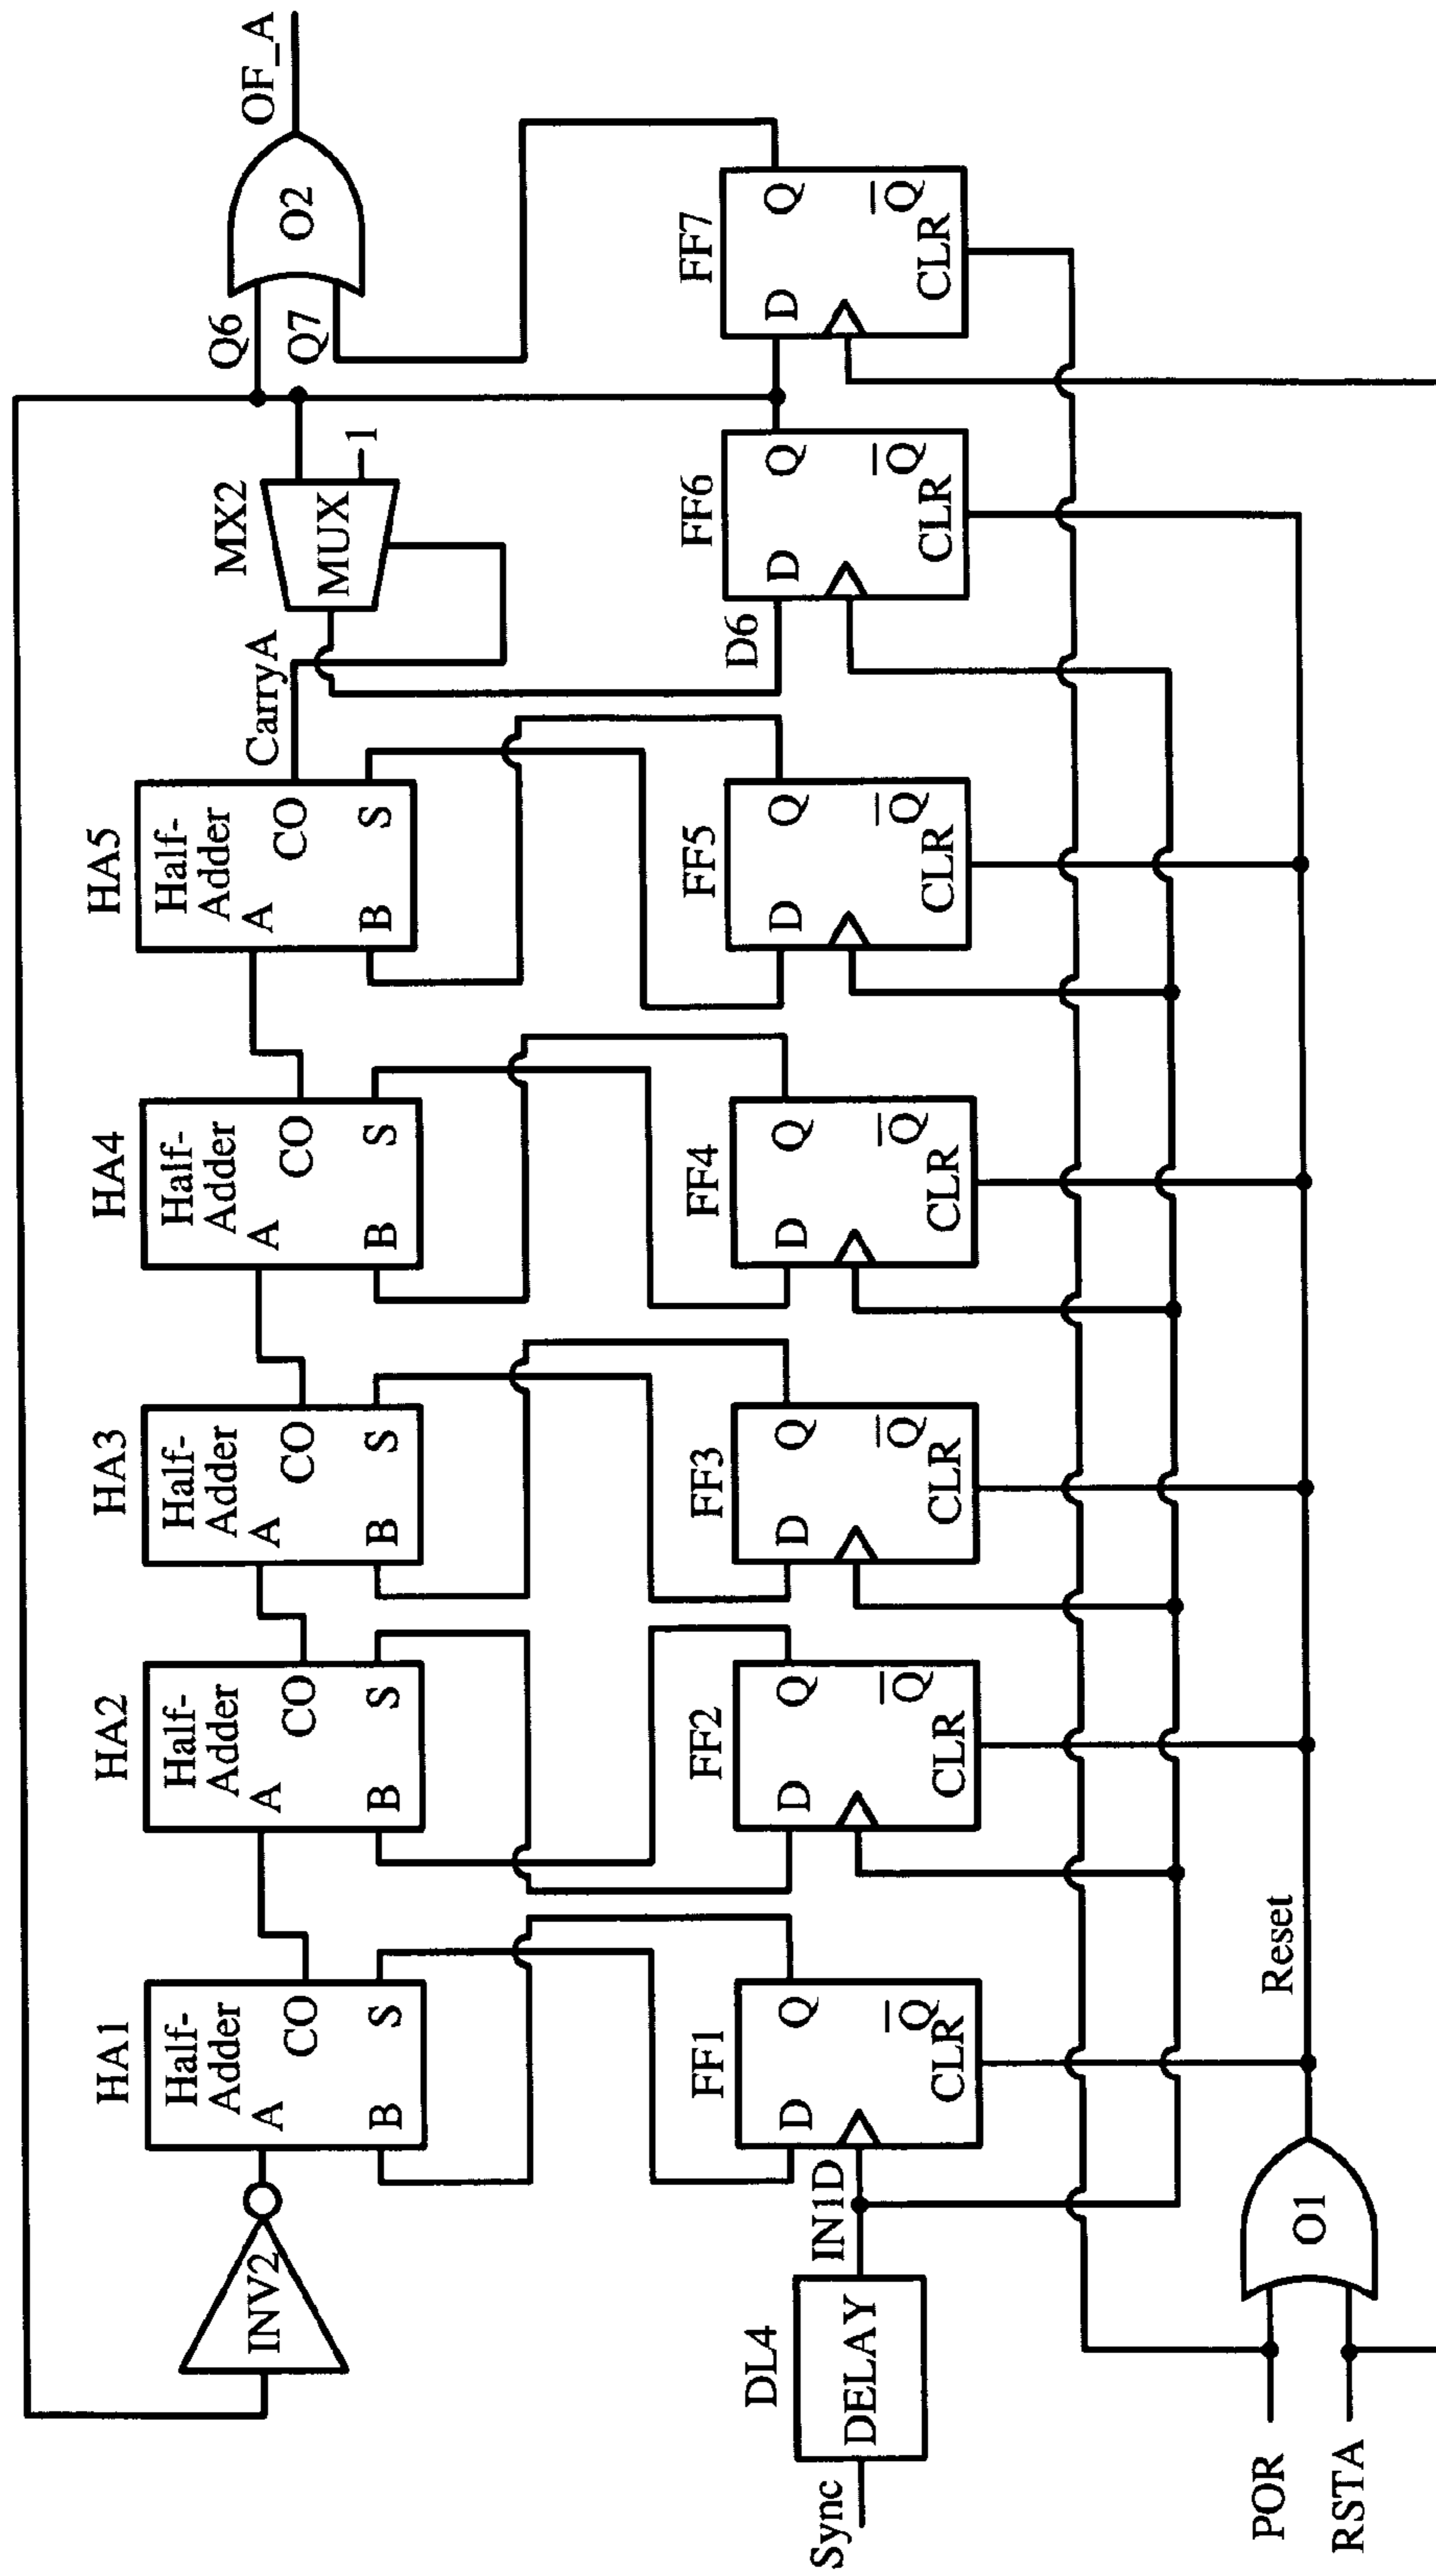 HA1
HA2
HA3
HA4
HA5
MX2
OF_A
Half-
Adder
A
CO
B
S
Half-
Adder
A
CO
B
S
Half-
Adder
A
CO
B
S
Half-
Adder
A
CO
B
S
Half-
Adder
A
CO
B
S
INV2
CarryA
MUX
1
Q6
Q7
O2
DL4
FF1
FF2
FF3
FF4
FF5
D6
FF6
FF7
Sync
DELAY
IN1D
D
Q
Q
CLR
D
Q
Q
CLR
D
Q
Q
CLR
D
Q
Q
CLR
D
Q
Q
CLR
D
Q
Q
CLR
D
Q
Q
CLR
POR
RSTA
O1
Reset